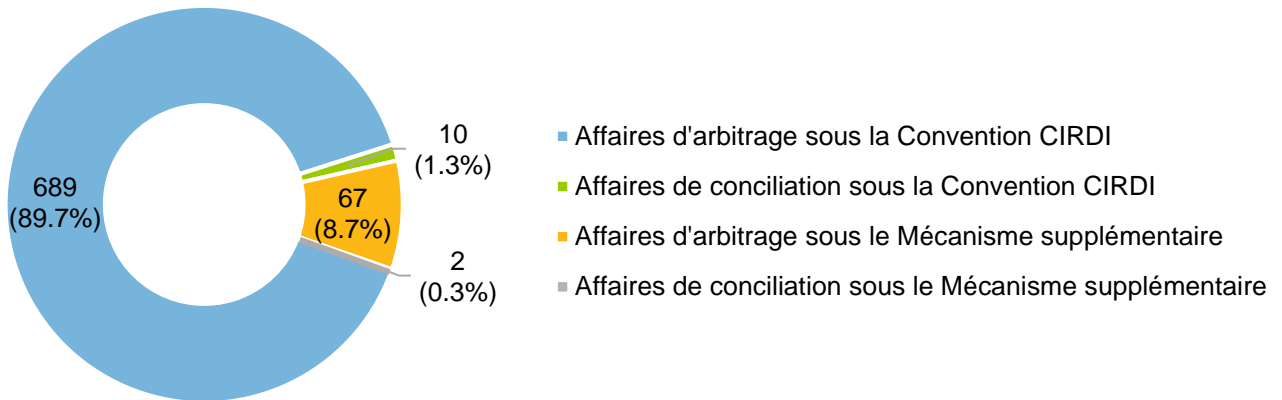 689
(89.7%)
10
(1.3%)
67
(8.7%)
2
(0.3%)
Affaires d'arbitrage sous la Convention CIRDI
Affaires de conciliation sous la Convention CIRDI
Affaires d'arbitrage sous le Mécanisme supplémentaire
Affaires de conciliation sous le Mécanisme supplémentaire